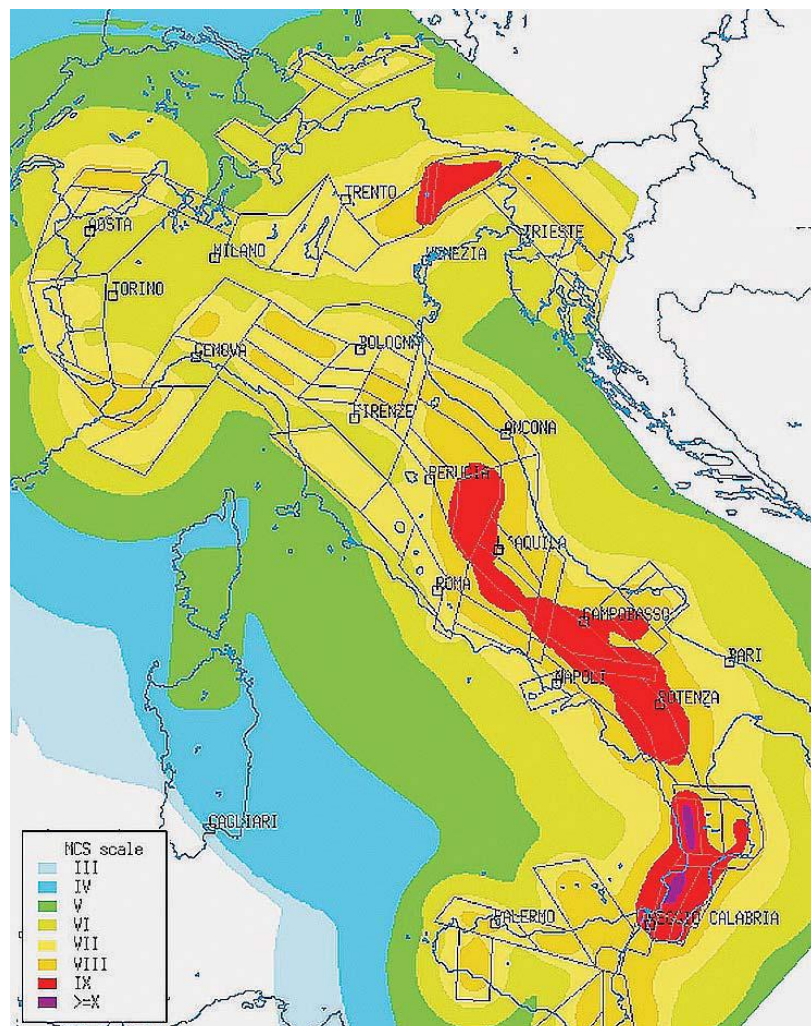 TRENTO
AOSTA
TRIESTE
MILANO
VENEZIA
TORINO
BOLOGNA
GENOVA
FIRENZE
ANCONA
PERUGIA
L'AQUILA
ROMA
CAMPOBASSO
BARI
NAPOLI
POTENZA
CAGLIARI
PALERMO
REGGIO CALABRIA
MCS scale
III
IV
V
VI
VII
VIII
IX
>=X